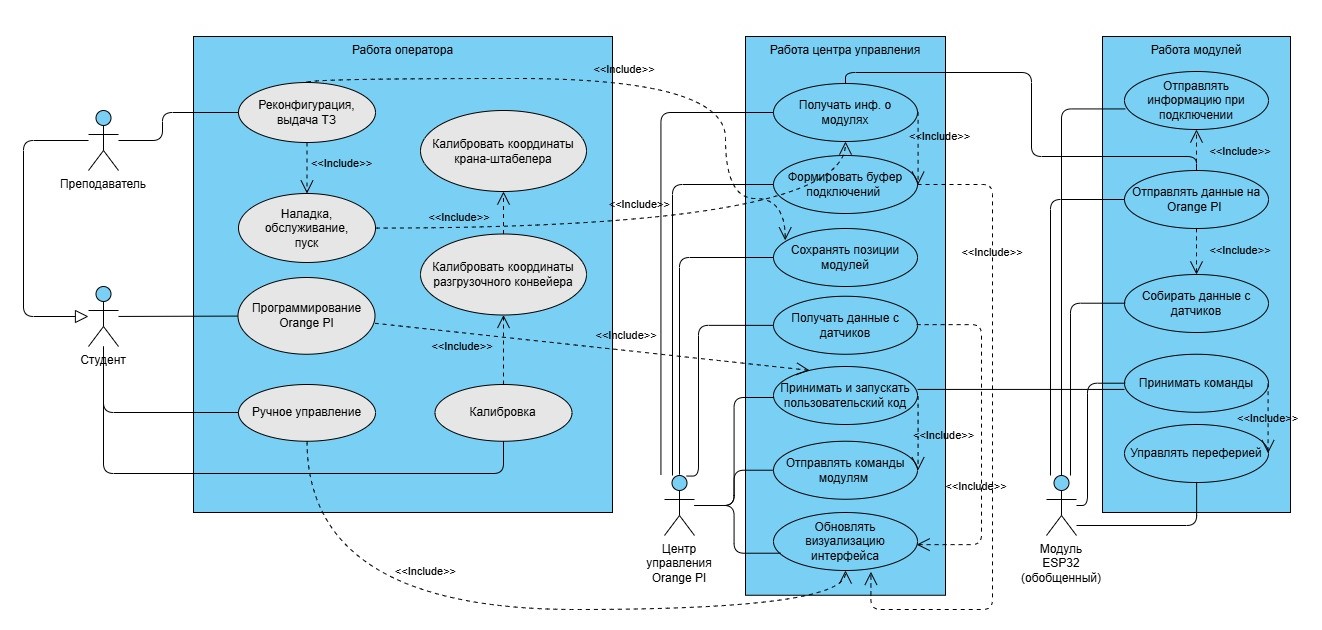 Работа оператора
Работа центра управления
Работа модулей
<<Include>>
Реконфигурация,
выдача ТЗ
Получать инф. о
модулях
Отправлять
информацию при
подключении
<<Include>>
<<Include>>
<<Include>>
Калибровать координаты
крана-штабелера
Преподаватель
Формировать буфер
подключений
Отправлять данные на
Orange PI
<<Include>>
<<Include>>
Наладка,
обслуживание,
пуск
Сохранять позиции
модулей
<<Include>>
<<Include>>
Калибровать координаты
разгрузочного конвейера
Собирать данные с
датчиков
Программирование
Orange PI
Получать данные с
датчиков
<<Include>>
<<Include>>
Студент
Принимать и запускать
пользовательский код
Принимать команды
Ручное управление
Калибровка
<<Include>>
<<Include>>
Управлять переферией
Отправлять команды
модулям
<<Include>>
Обновлять
визуализацию
интерфейса
Центр
управления
Orange PI
Модуль
ESP32
(обобщенный)
<<Include>>